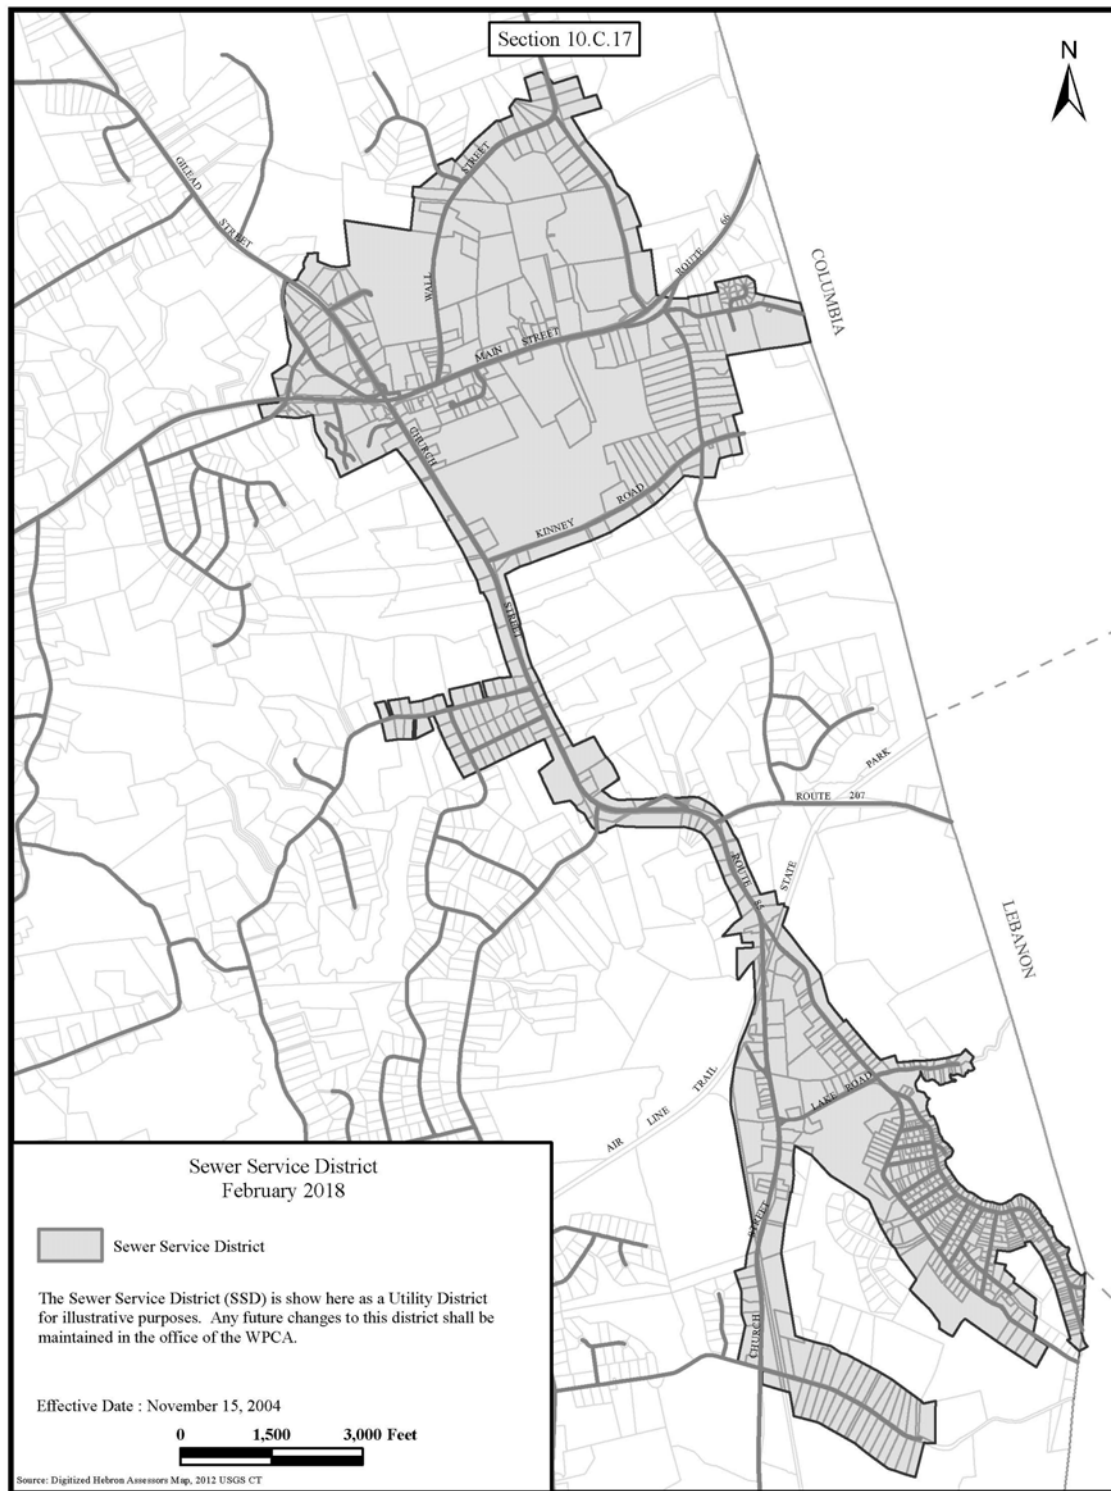 Section 10.C.17
N
GILEAD
STREET
STREET
WALL
ROUTE 66
COLUMBIA
MAIN STREET
CHURCH
KINNEY ROAD
STREET
PARK
ROUTE 207
ROUTE 85
STATE
LEBANON
LAKE ROAD
AIR LINE TRAIL
STREET
CHURCH
Sewer Service District
February 2018
Sewer Service District
The Sewer Service District (SSD) is show here as a Utility District
for illustrative purposes. Any future changes to this district shall be
maintained in the office of the WPCA.
Effective Date : November 15, 2004
0 1,500 3,000 Feet
Source: Digitized Hebron Assessors Map, 2012 USGS CT